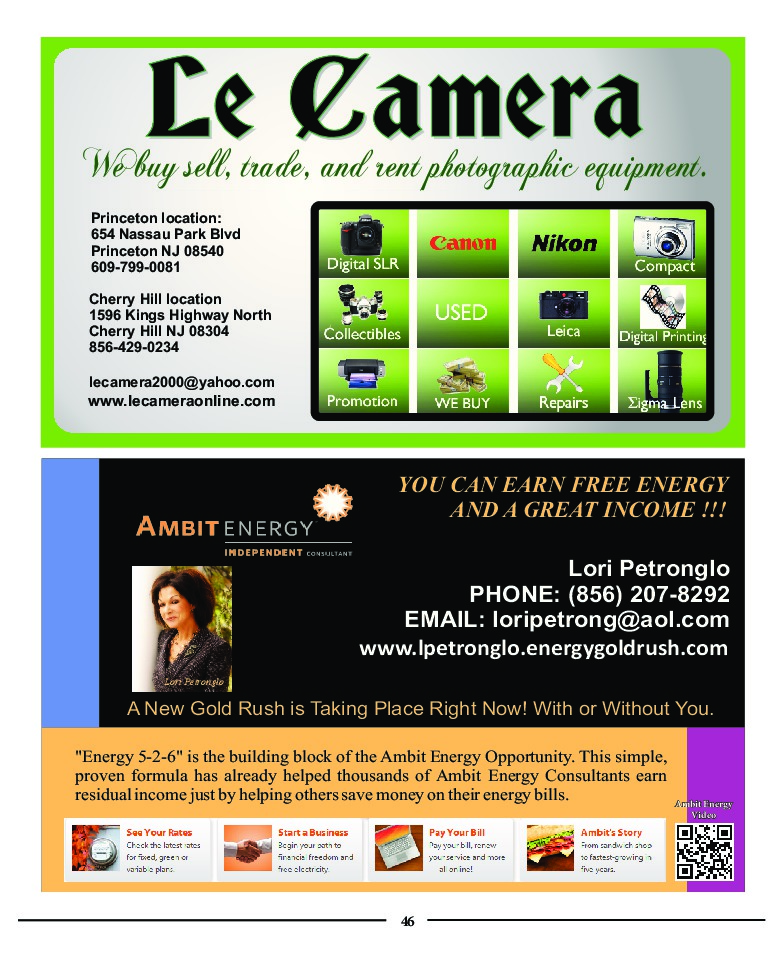 Le Camera
We buy sell, trade, and rent photographic equipment.
Princeton location:
654 Nassau Park Blvd
Princeton NJ 08540
609-799-0081
Cherry Hill location
1596 Kings HIghway North
Cherry Hill NJ 08304
856-429-0234
lecamera2000@yahoo.com
www.lecameraonline.com
Digital SLR
Canon
Nikon
Compact
Collectibles
USED
Leica
Digital Printing
Promotion
WE BUY
Repairs
Σigma Lens
YOU CAN EARN FREE ENERGY
AND A GREAT INCOME !!!
AMBIT ENERGY
INDEPENDENT CONSULTANT
Lori Petronglo
PHONE: (856) 207-8292
EMAIL: loripetrong@aol.com
www.lpetronglo.energygoldrush.com
Lori Petronglo
A New Gold Rush is Taking Place Right Now! With or Without You.
"Energy 5-2-6" is the building block of the Ambit Energy Opportunity. This simple,
proven formula has already helped thousands of Ambit Energy Consultants earn
residual income just by helping others save money on their energy bills.
Ambit Energy
Video
See Your Rates
Check the latest rates
for fixed, green or
variable plans.
Start a Business
Begin your path to
financial freedom and
free electricity.
Pay Your Bill
Pay your bill, renew
your service and more
all online!
Ambit's Story
From sandwich shop
to fastest-growing in
five years.
46